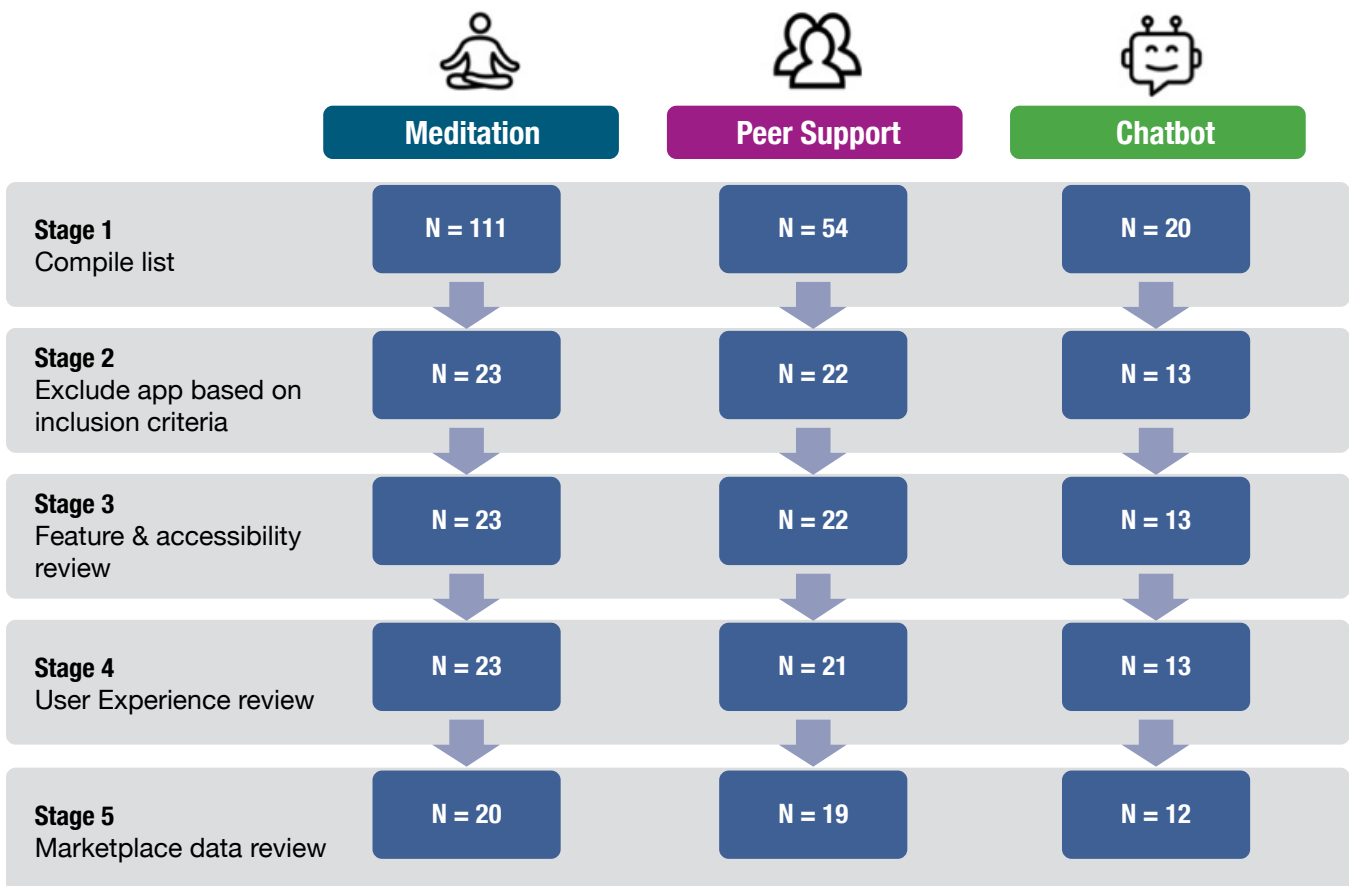 Meditation
Peer Support
Chatbot
Stage 1
Compile list
N = 111
N = 54
N = 20
Stage 2
Exclude app based on
inclusion criteria
N = 23
N = 22
N = 13
Stage 3
Feature & accessibility
review
N = 23
N = 22
N = 13
Stage 4
User Experience review
N = 23
N = 21
N = 13
Stage 5
Marketplace data review
N = 20
N = 19
N = 12